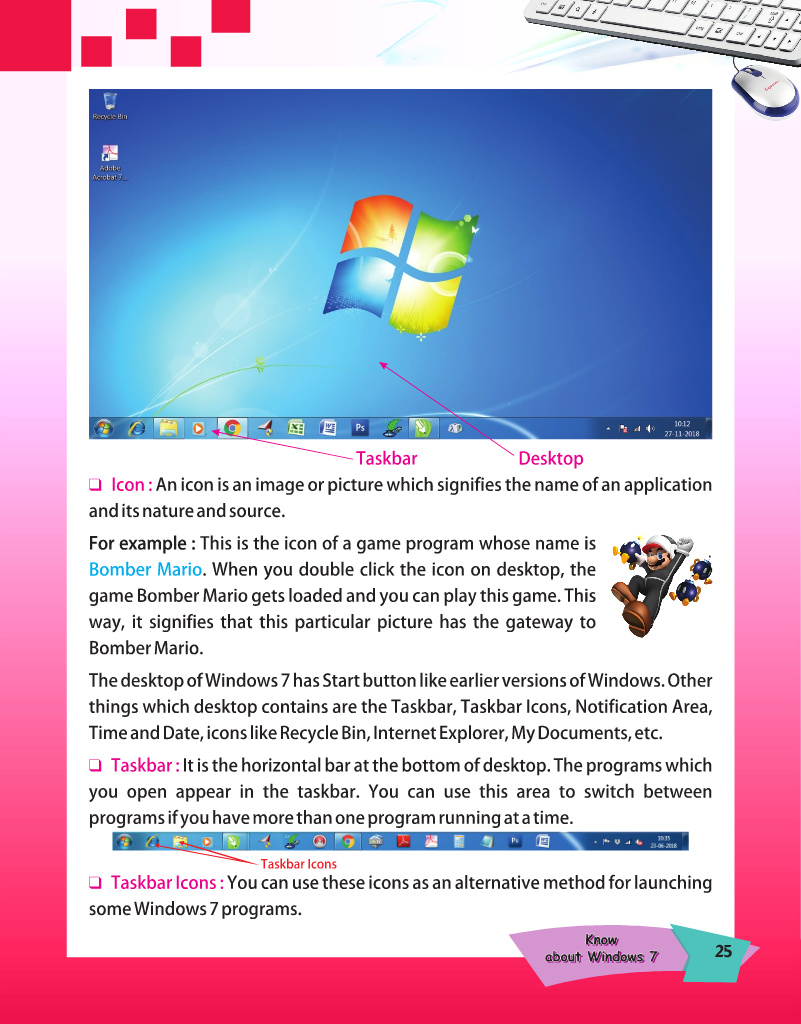 Recycle Bin
Adobe
Acrobat 7...
Ps
10:12
27-11-2018
Taskbar Desktop
❑ Icon : An icon is an image or picture which signifies the name of an application
and its nature and source.
For example : This is the icon of a game program whose name is
Bomber Mario. When you double click the icon on desktop, the
game Bomber Mario gets loaded and you can play this game. This
way, it signifies that this particular picture has the gateway to
Bomber Mario.
The desktop of Windows 7 has Start button like earlier versions of Windows. Other
things which desktop contains are the Taskbar, Taskbar Icons, Notification Area,
Time and Date, icons like Recycle Bin, Internet Explorer, My Documents, etc.
❑ Taskbar : It is the horizontal bar at the bottom of desktop. The programs which
you open appear in the taskbar. You can use this area to switch between
programs if you have more than one program running at a time.
Ps
10:35
23-06-2018
Taskbar Icons
❑ Taskbar Icons : You can use these icons as an alternative method for launching
some Windows 7 programs.
Know
about Windows 7
25